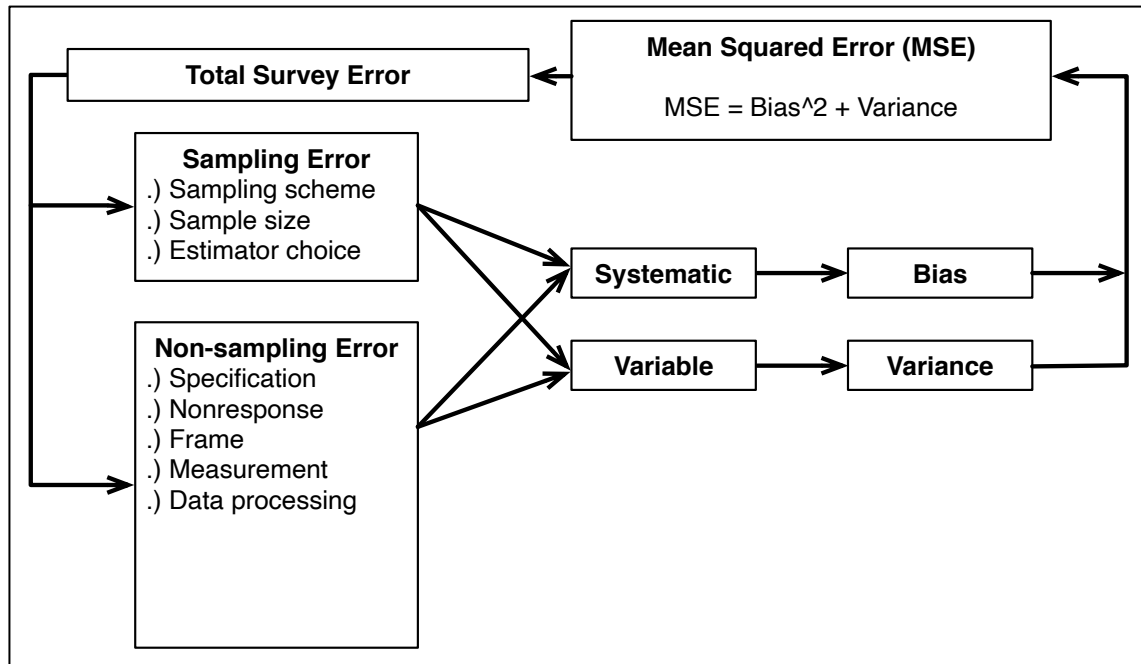 Mean Squared Error (MSE)
MSE = Bias^2 + Variance
Total Survey Error
Sampling Error
.) Sampling scheme
.) Sample size
.) Estimator choice
Systematic
Bias
Non-sampling Error
.) Specification
.) Nonresponse
.) Frame
.) Measurement
.) Data processing
Variable
Variance